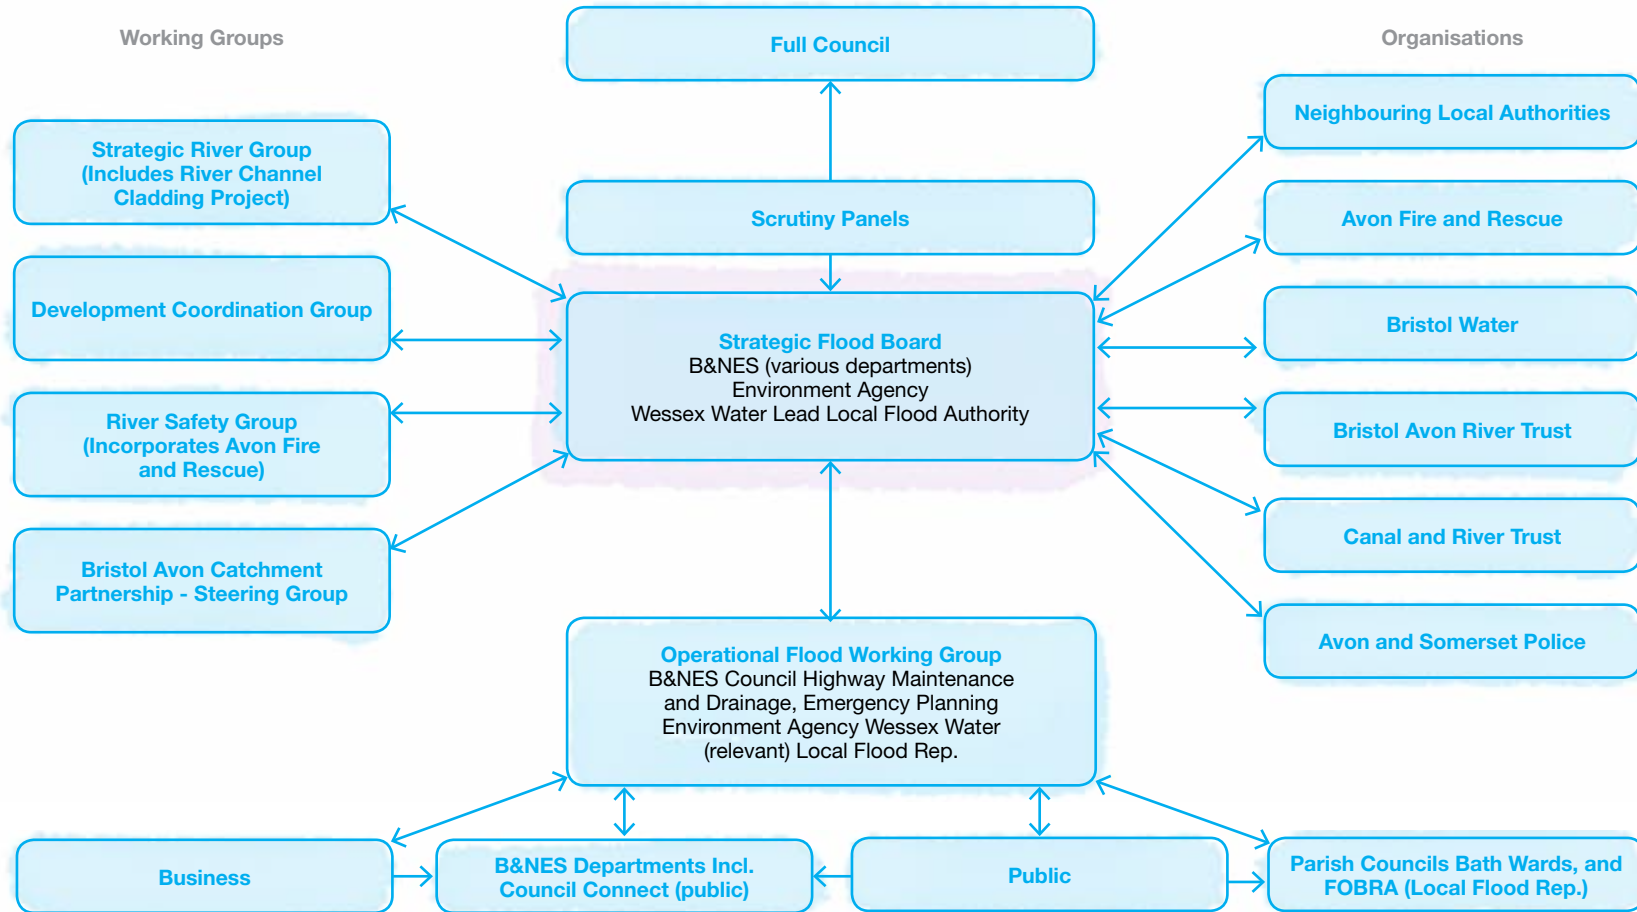 Working Groups
Full Council
Organisations
Strategic River Group
(Includes River Channel
Cladding Project)
Development Coordination Group
River Safety Group
(Incorporates Avon Fire
and Rescue)
Bristol Avon Catchment
Partnership - Steering Group
Scrutiny Panels
Strategic Flood Board
B&NES (various departments)
Environment Agency
Wessex Water Lead Local Flood Authority
Neighbouring Local Authorities
Avon Fire and Rescue
Bristol Water
Bristol Avon River Trust
Canal and River Trust
Avon and Somerset Police
Operational Flood Working Group
B&NES Council Highway Maintenance
and Drainage, Emergency Planning
Environment Agency Wessex Water
(relevant) Local Flood Rep.
Business
B&NES Departments Incl.
Council Connect (public)
Public
Parish Councils Bath Wards, and
FOBRA (Local Flood Rep.)